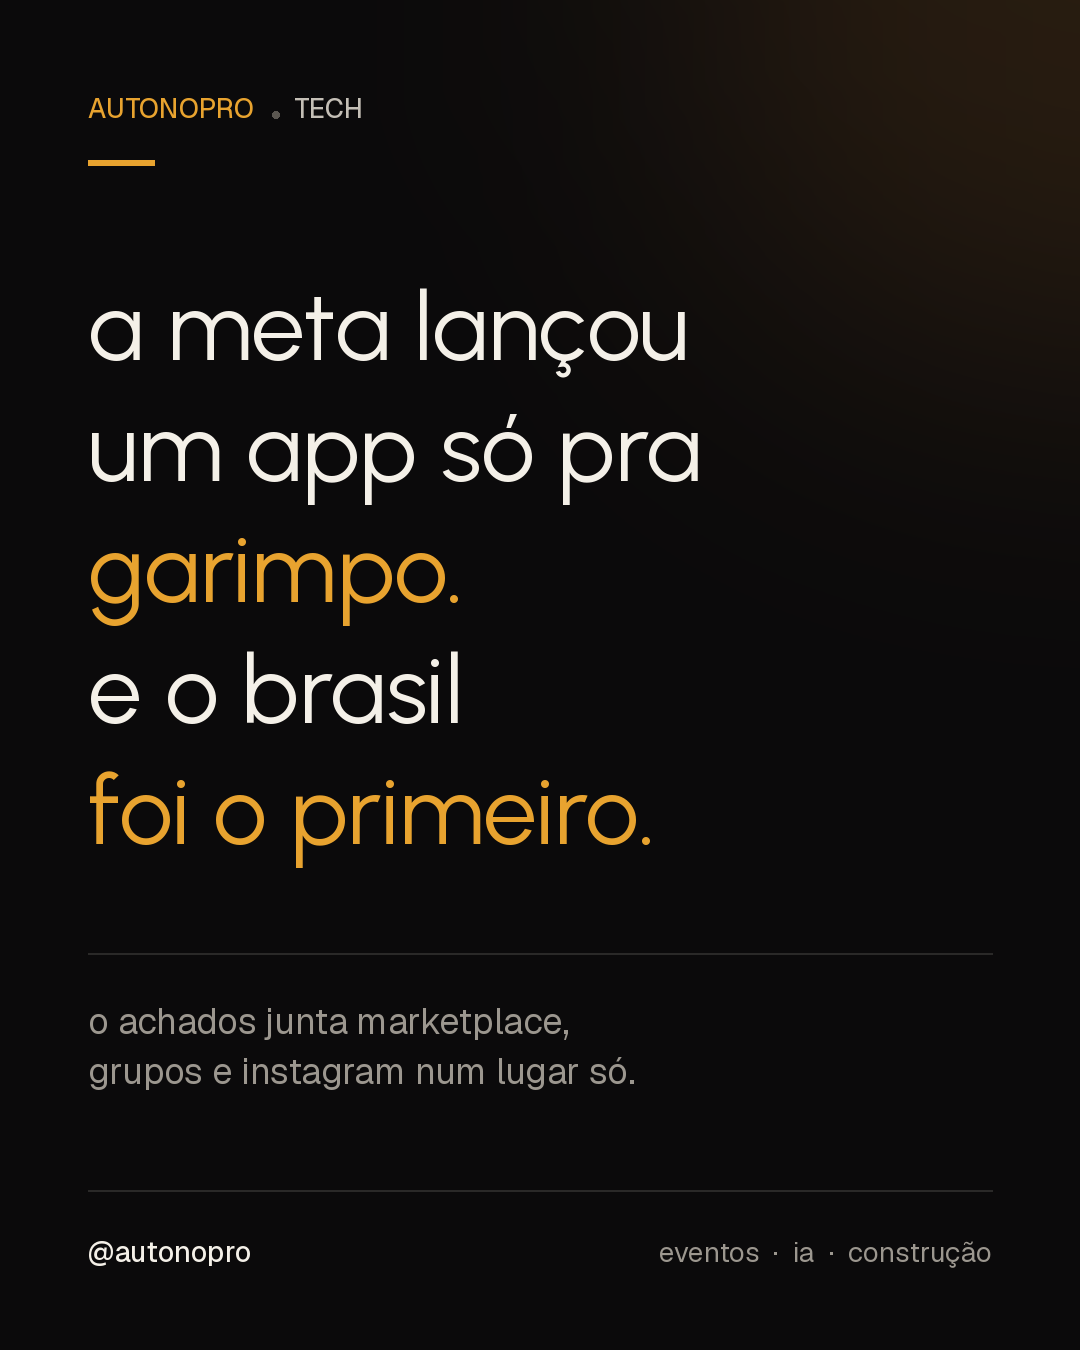 AUTONOPRO . TECH
a meta lançou
um app só pra
garimpo.
e o brasil
foi o primeiro.
o achados junta marketplace,
grupos e instagram num lugar só.
@autonopro
eventos · ia · construção